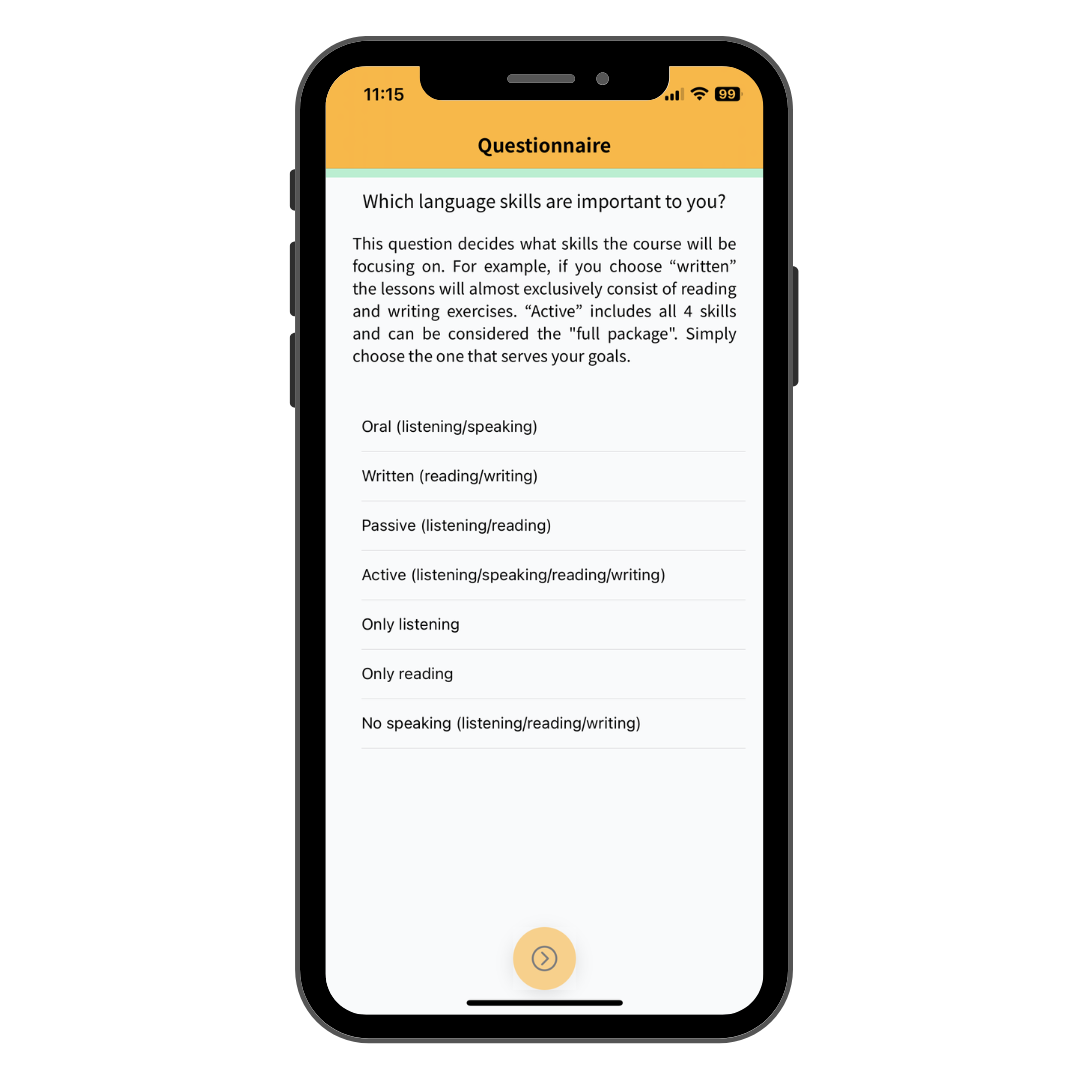 11:15
99
Questionnaire
Which language skills are important to you?
This question decides what skills the course will be
focusing on. For example, if you choose “written”
the lessons will almost exclusively consist of reading
and writing exercises. “Active” includes all 4 skills
and can be considered the "full package". Simply
choose the one that serves your goals.
Oral (listening/speaking)
Written (reading/writing)
Passive (listening/reading)
Active (listening/speaking/reading/writing)
Only listening
Only reading
No speaking (listening/reading/writing)